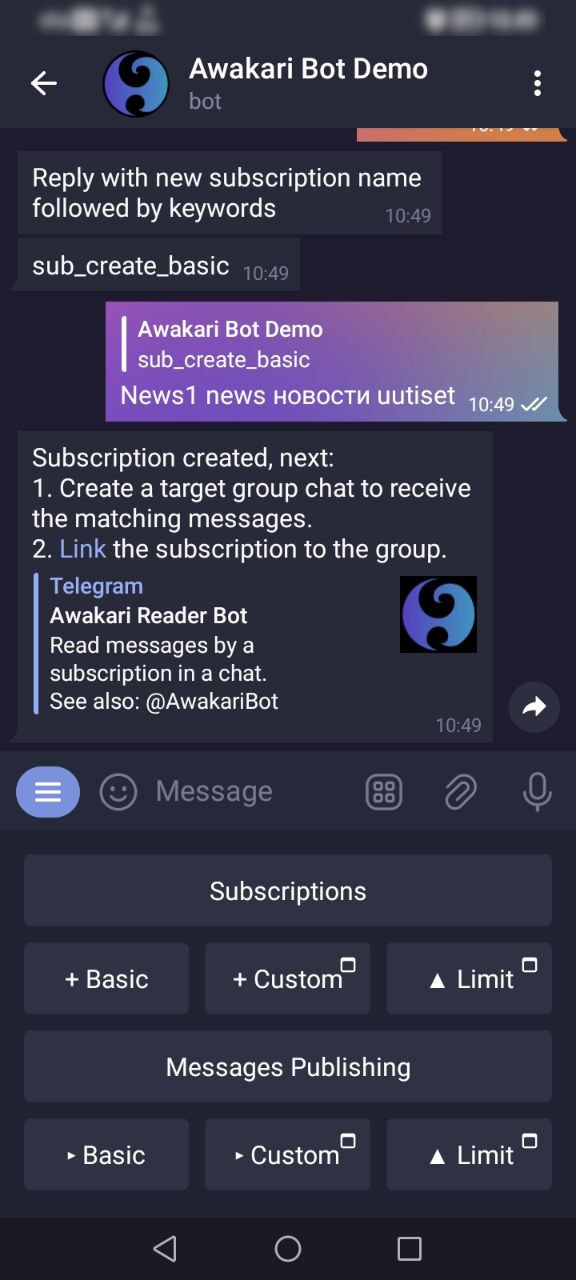 Awakari Bot Demo
bot
Reply with new subscription name
followed by keywords
10:49
sub_create_basic
10:49
Awakari Bot Demo
sub_create_basic
News1 news новости uutiset
10:49
Subscription created, next:
1. Create a target group chat to receive
the matching messages.
2. Link the subscription to the group.
Telegram
Awakari Reader Bot
Read messages by a
subscription in a chat.
See also: @AwakariBot
10:49
Message
Subscriptions
+ Basic
+ Custom
▲ Limit
Messages Publishing
‣ Basic
‣ Custom
▲ Limit